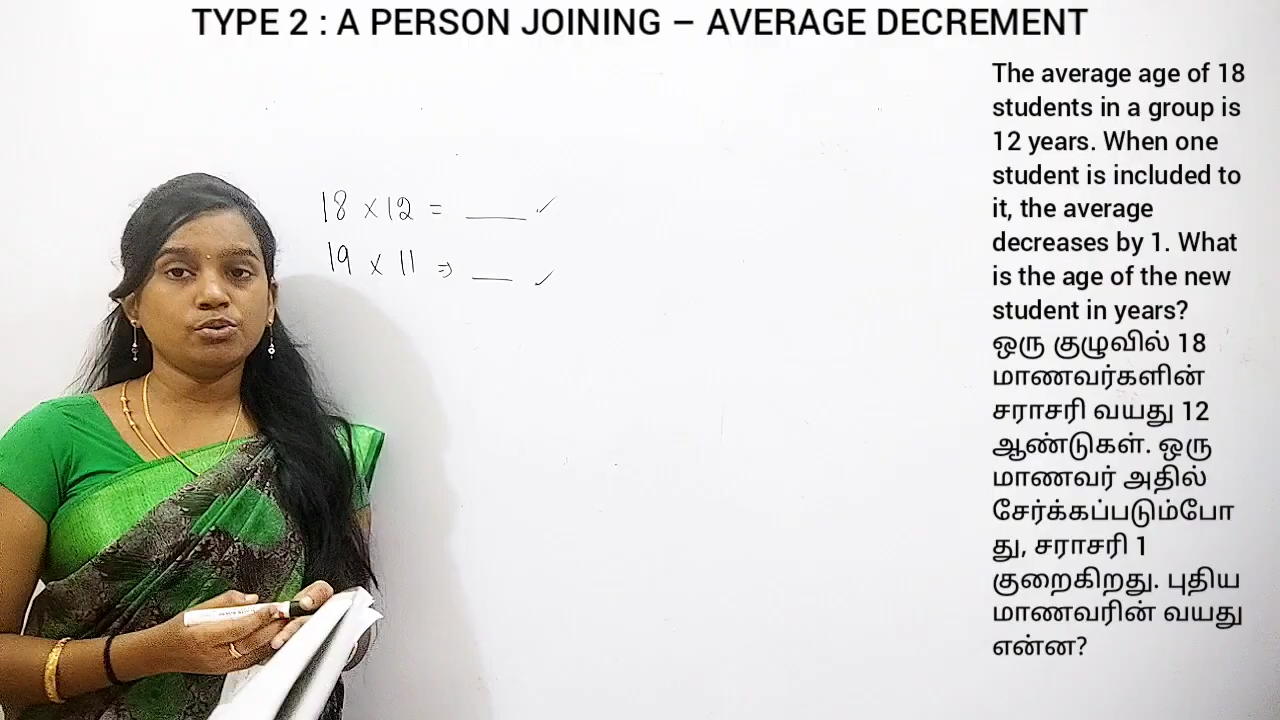 TYPE 2 : A PERSON JOINING – AVERAGE DECREMENT
The average age of 18
students in a group is
12 years. When one
student is included to
it, the average
decreases by 1. What
is the age of the new
student in years?
ஒரு குழுவில் 18
மாணவர்களின்
சராசரி வயது 12
ஆண்டுகள். ஒரு
மாணவர் அதில்
சேர்க்கப்படும்போ
து, சராசரி 1
குறைகிறது. புதிய
மாணவரின் வயது
என்ன?
18 × 12 = ____ ✓
19 × 11 ⇒ ___ ✓